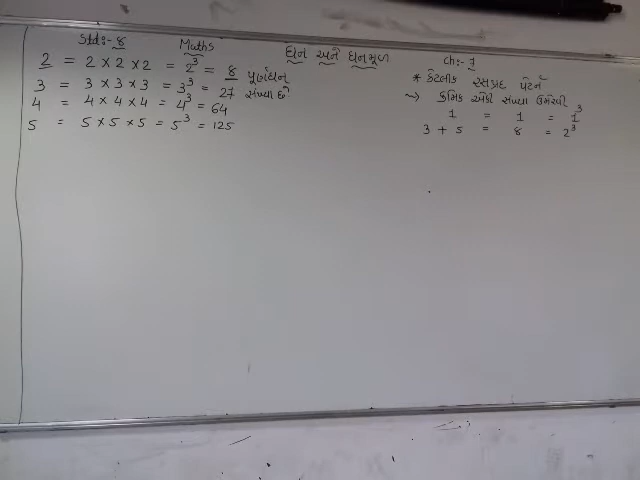 Std:- 8 Maths ઘન અને ઘનમૂળ Ch:- 7
2 = 2 × 2 × 2 = 2³ = 8 પૂર્ણઘન
3 = 3 × 3 × 3 = 3³ = 27 સંખ્યા છે
4 = 4 × 4 × 4 = 4³ = 64
5 = 5 × 5 × 5 = 5³ = 125
* કેટલીક રસપ્રદ પેટર્ન
→ ક્રમિક એકી સંખ્યા ઉમેરવી
1 = 1 = 1³
3 + 5 = 8 = 2³